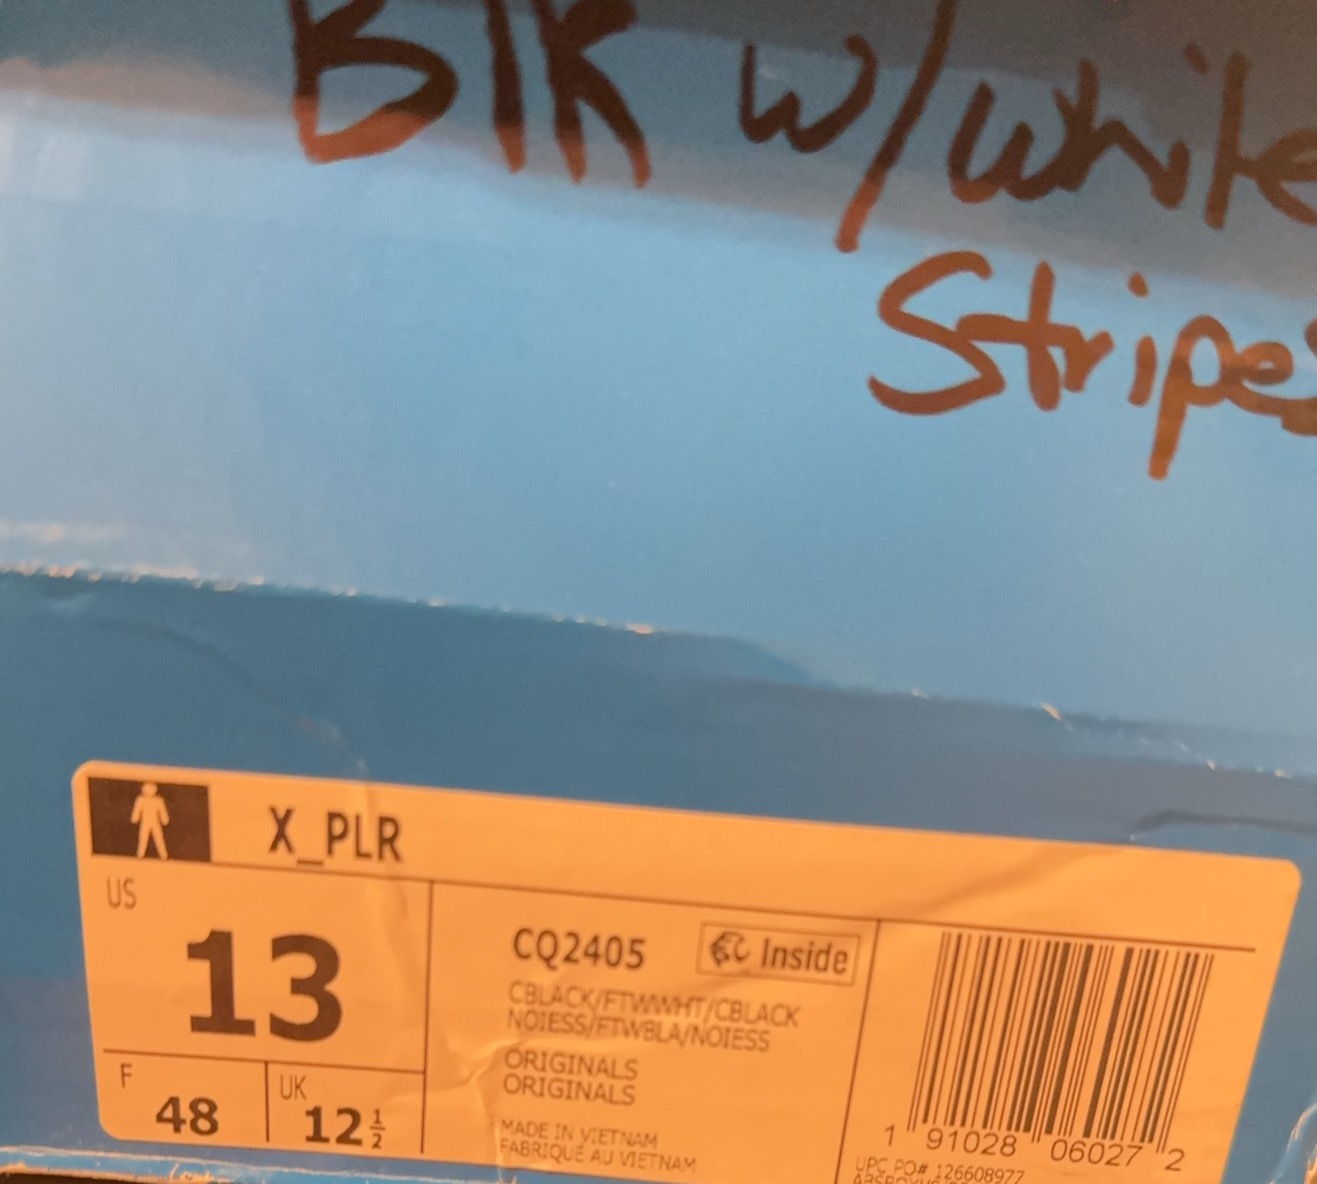 Blk w/white
Stripes
X_PLR
US
13
F
48
UK
12 1/2
CQ2405
Inside
CBLACK/FTWWHT/CBLACK
NOIESS/FTWBLA/NOIESS
ORIGINALS
ORIGINALS
MADE IN VIETNAM
FABRIQUÉ AU VIETNAM
1 91028 06027 2
UPC PO# 126608977